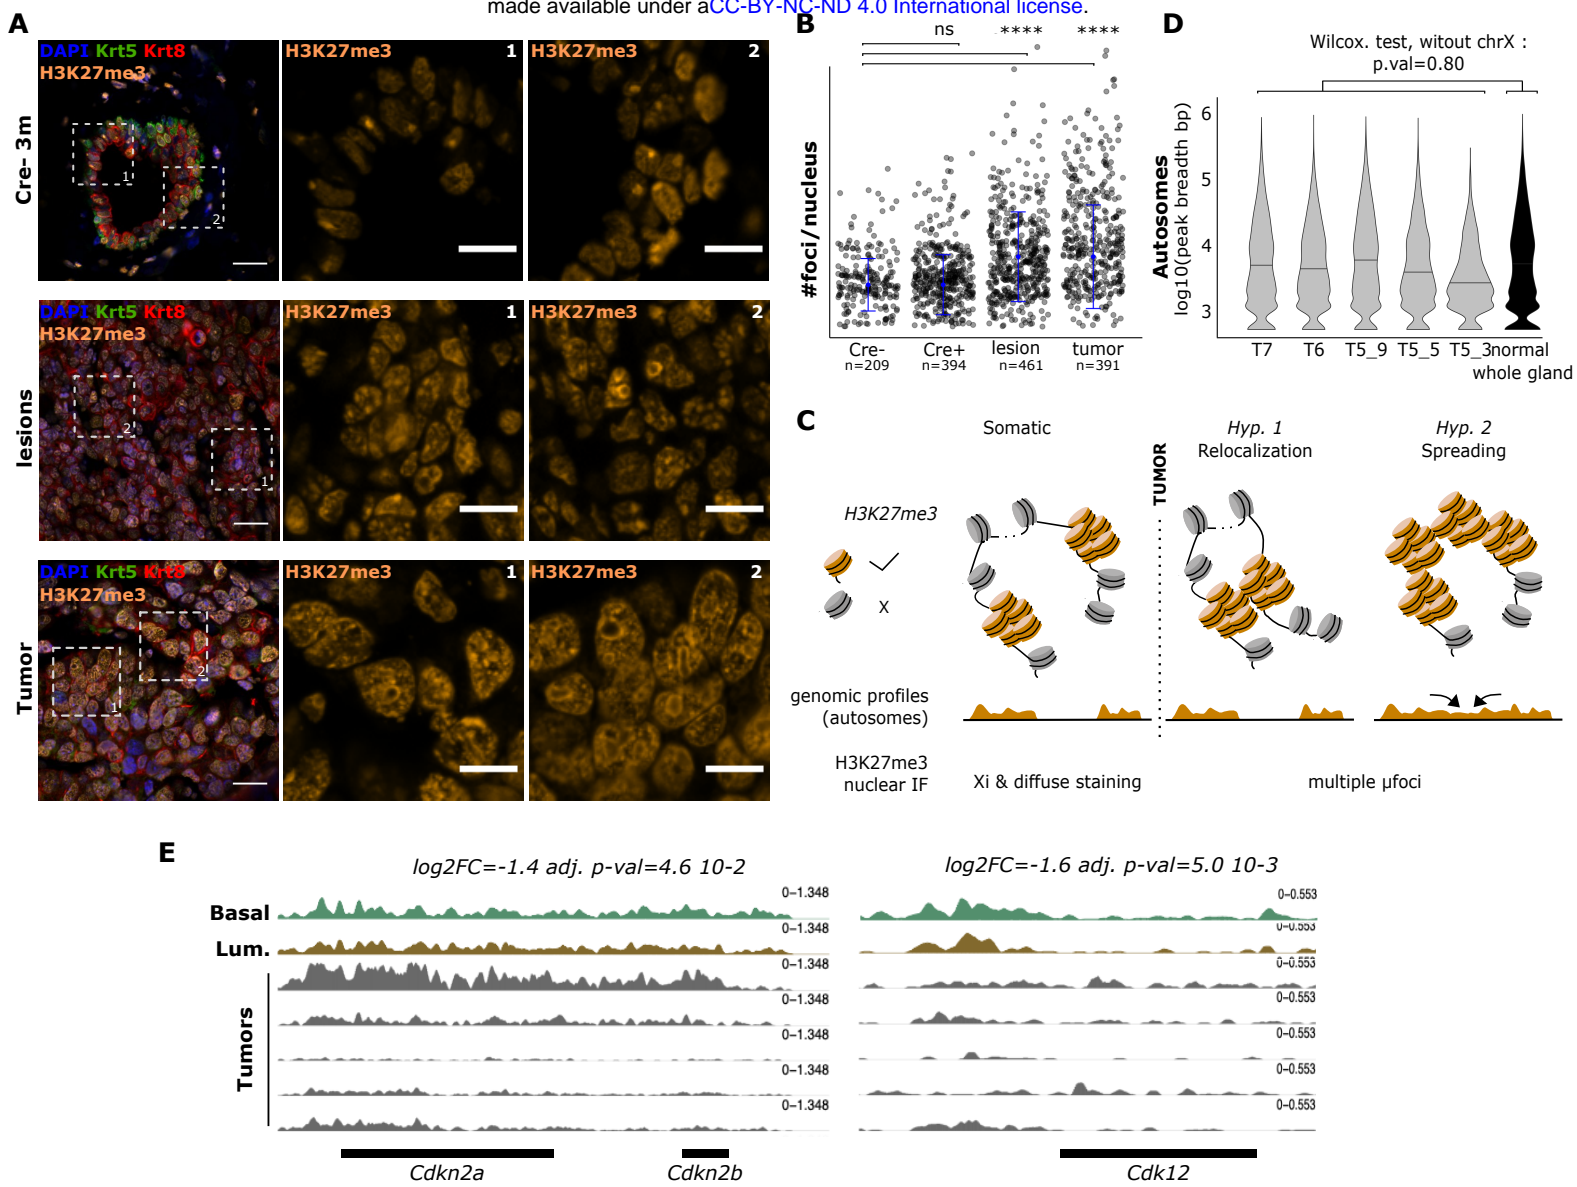 made available under aCC-BY-NC-ND 4.0 International license.
A
Cre- 3m
DAPI Krt5 Krt8
H3K27me3
1
2
H3K27me3 1
H3K27me3 2
lesions
DAPI Krt5 Krt8
H3K27me3
2
1
H3K27me3 1
H3K27me3 2
Tumor
DAPI Krt5 Krt8
H3K27me3
2
1
H3K27me3 1
H3K27me3 2
B
ns **** ****
#foci/nucleus
Cre- Cre+ lesion tumor
n=209 n=394 n=461 n=391
D
Wilcox. test, witout chrX :
p.val=0.80
Autosomes
log10(peak breadth bp)
6
5
4
3
T7 T6 T5_9 T5_5 T5_3 normal
whole gland
C
Somatic
Hyp. 1
Relocalization
Hyp. 2
Spreading
TUMOR
H3K27me3
X
genomic profiles
(autosomes)
H3K27me3
nuclear IF
Xi & diffuse staining
multiple µfoci
E
log2FC=-1.4 adj. p-val=4.6 10-2
log2FC=-1.6 adj. p-val=5.0 10-3
Basal
0-1.348
0-0.553
Lum.
0-1.348
0-0.553
Tumors
0-1.348
0-0.553
0-1.348
0-0.553
0-1.348
0-0.553
0-1.348
0-0.553
0-1.348
0-0.553
Cdkn2a
Cdkn2b
Cdk12